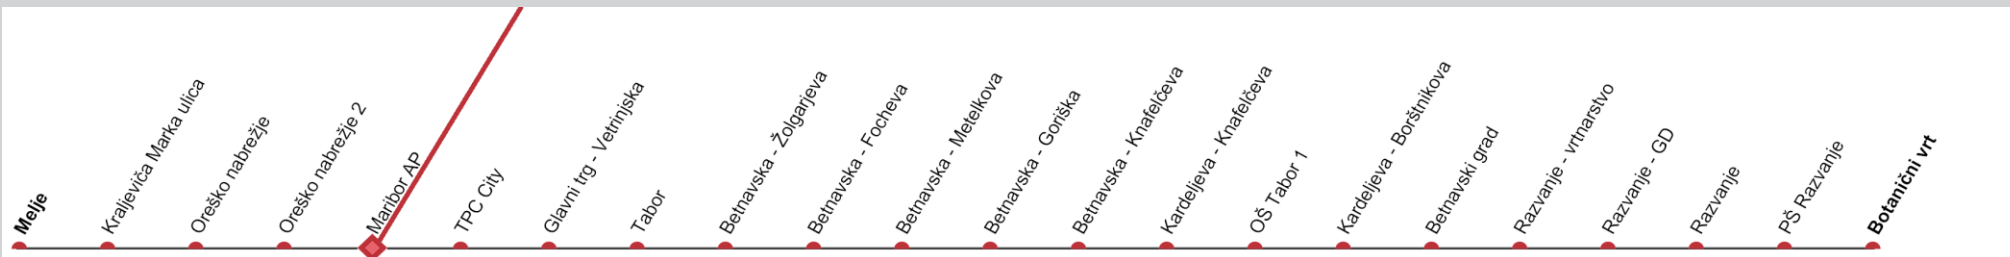 Melje
Kraljeviča Marka ulica
Oreško nabrežje
Oreško nabrežje 2
Maribor AP
TPC City
Glavni trg - Vetrinjska
Tabor
Betnavska - Žolgarjeva
Betnavska - Focheva
Betnavska - Metelkova
Betnavska - Goriška
Betnavska - Knafelčeva
Kardeljeva - Knafelčeva
OŠ Tabor 1
Kardeljeva - Borštnikova
Betnavski grad
Razvanje - vrtnarstvo
Razvanje - GD
Razvanje
PŠ Razvanje
Botanični vrt